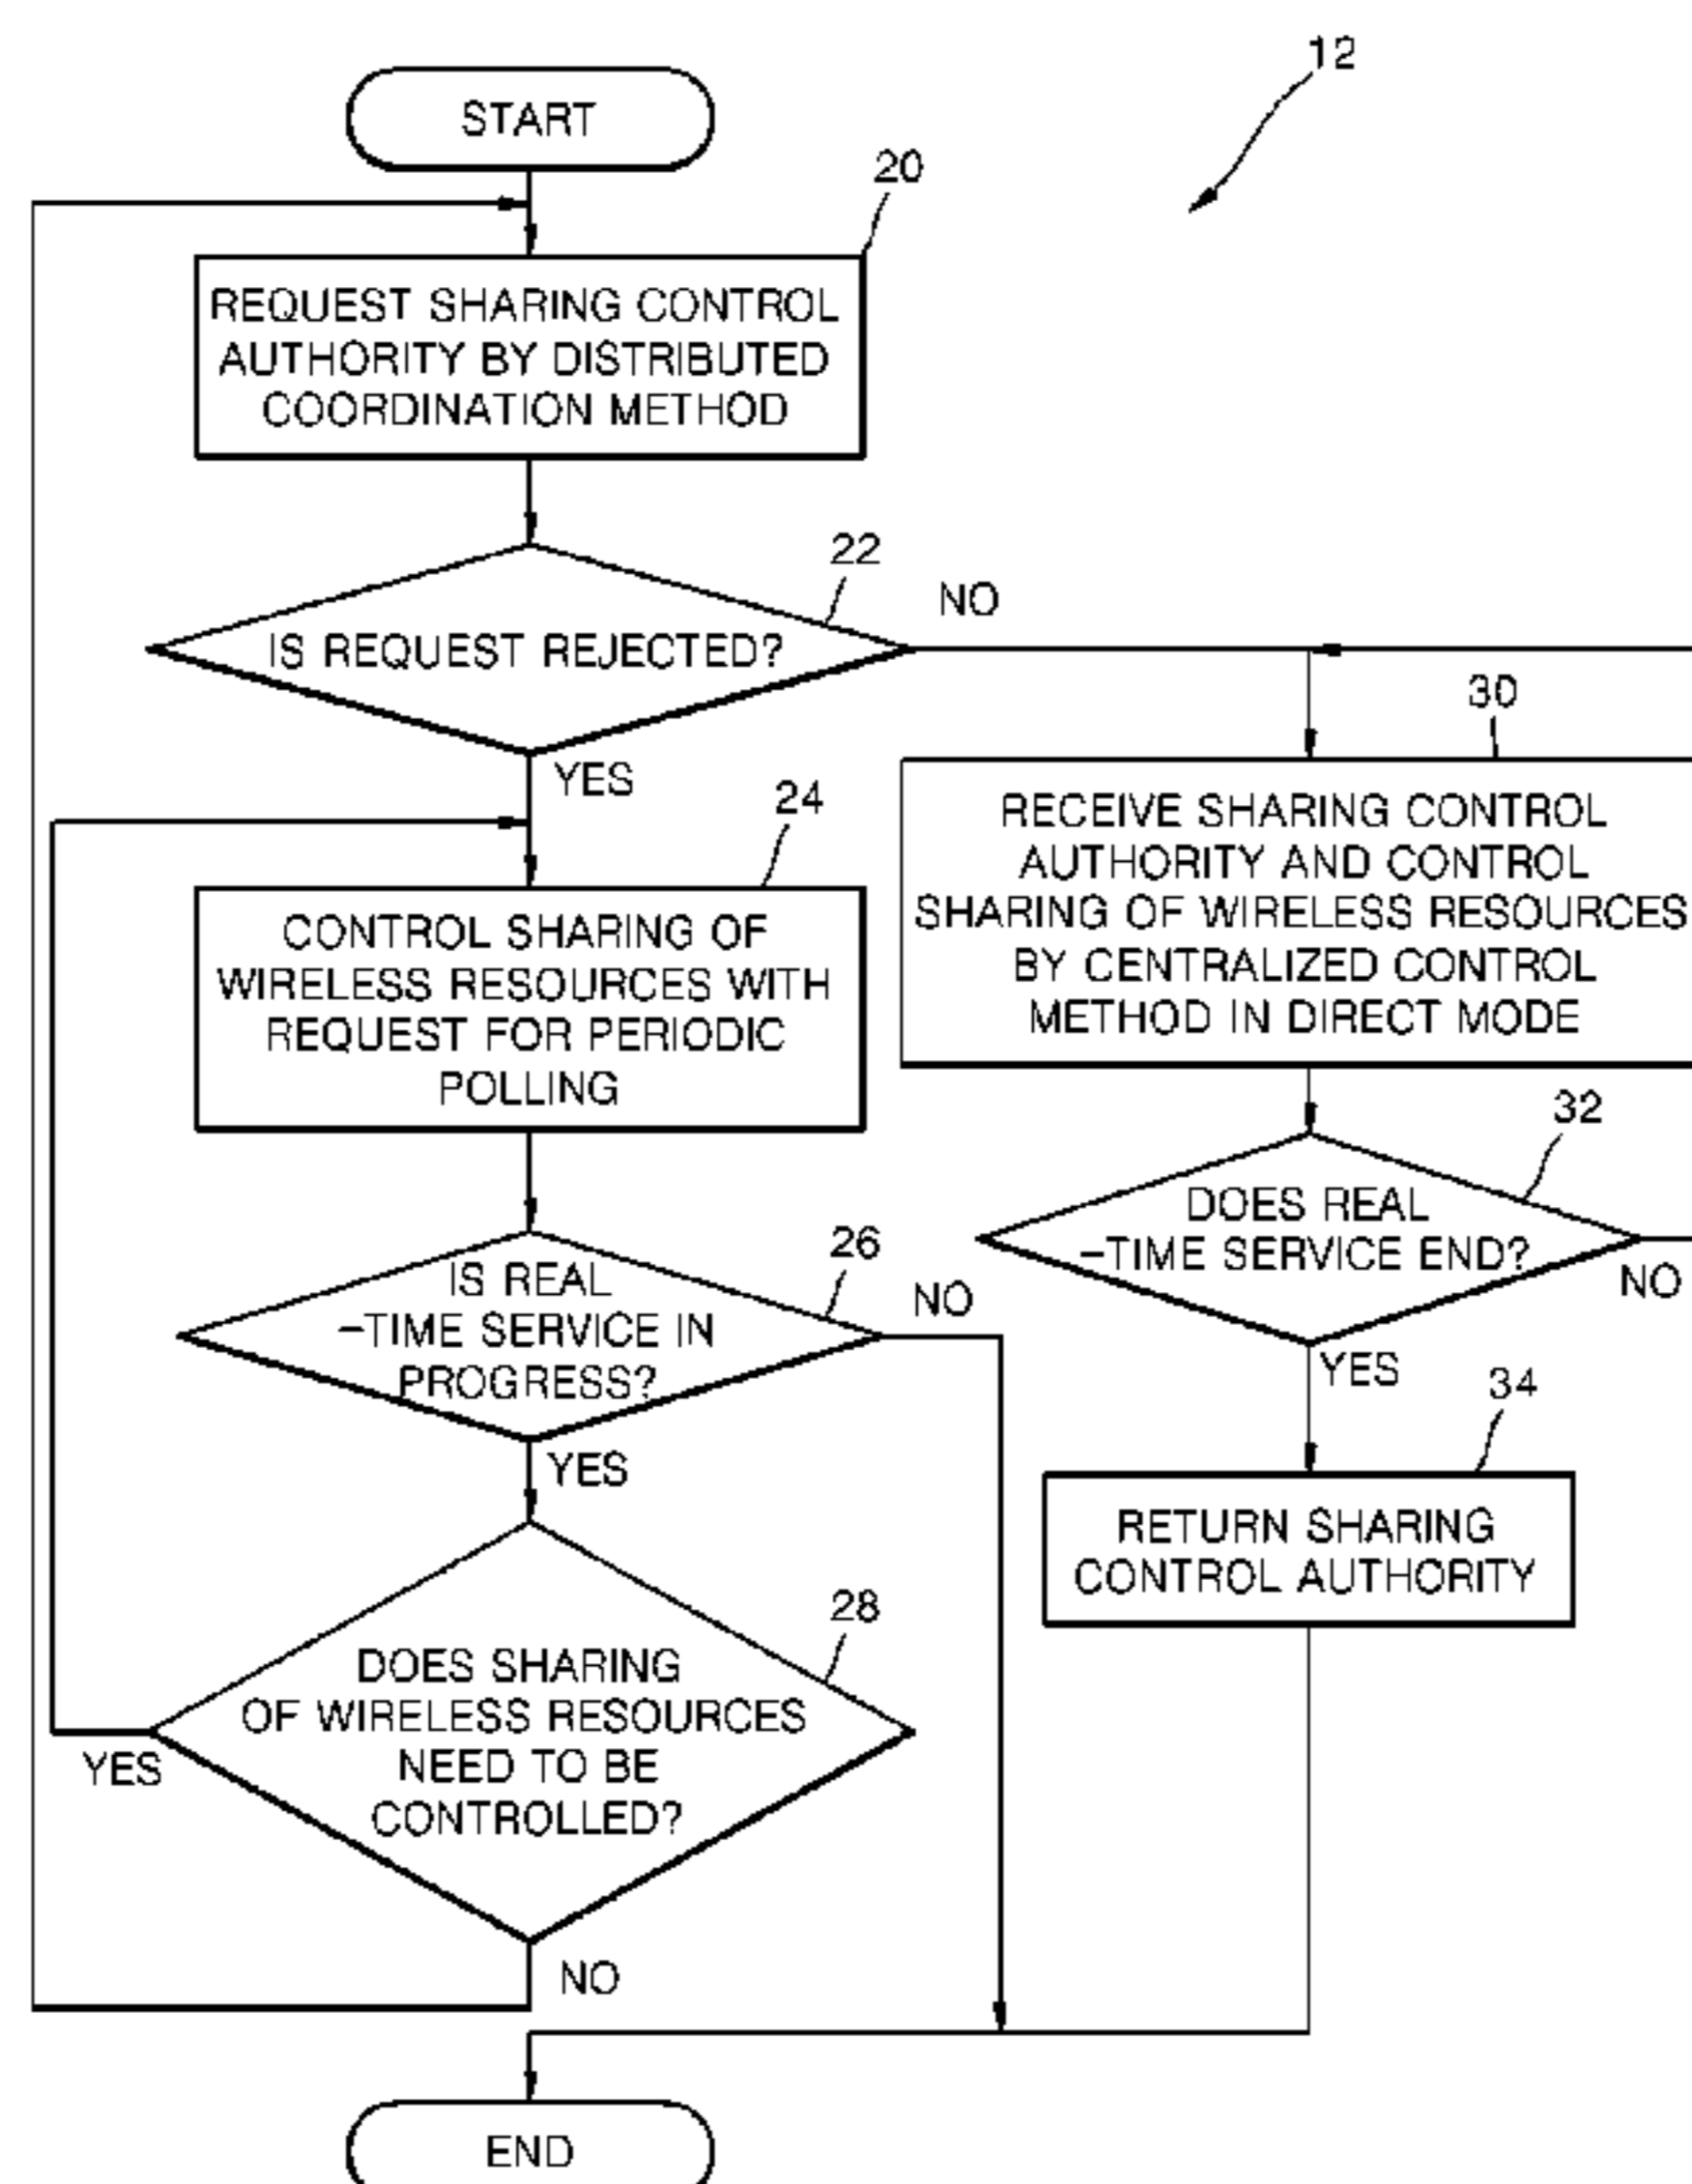 12
START
20
REQUEST SHARING CONTROL
AUTHORITY BY DISTRIBUTED
COORDINATION METHOD
22
IS REQUEST REJECTED?
NO
YES
24
CONTROL SHARING OF
WIRELESS RESOURCES WITH
REQUEST FOR PERIODIC
POLLING
26
IS REAL
-TIME SERVICE IN
PROGRESS?
NO
YES
28
DOES SHARING
OF WIRELESS RESOURCES
NEED TO BE
CONTROLLED?
YES
NO
30
RECEIVE SHARING CONTROL
AUTHORITY AND CONTROL
SHARING OF WIRELESS RESOURCES
BY CENTRALIZED CONTROL
METHOD IN DIRECT MODE
32
DOES REAL
-TIME SERVICE END?
NO
YES
34
RETURN SHARING
CONTROL AUTHORITY
END